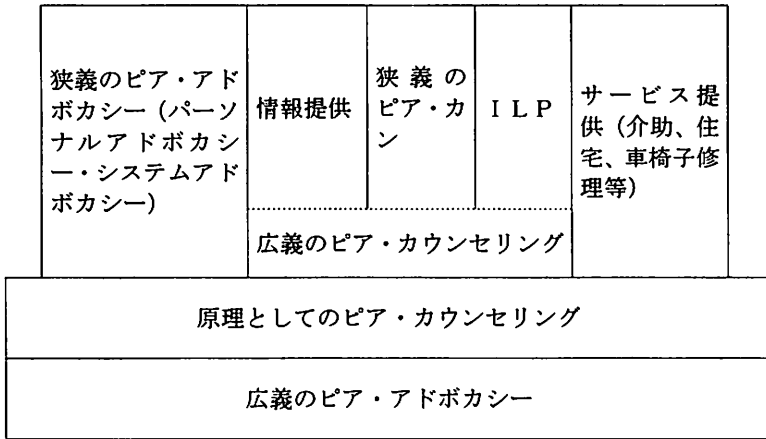 狭義のピア・アド
ボカシー（パーソ
ナルアドボカシ
ー・システムアド
ボカシー）
情報提供
狭義の
ピア・カ
ン
ＩＬＰ
サービス提
供（介助、住
宅、車椅子修
理等）
広義のピア・カウンセリング
原理としてのピア・カウンセリング
広義のピア・アドボカシー